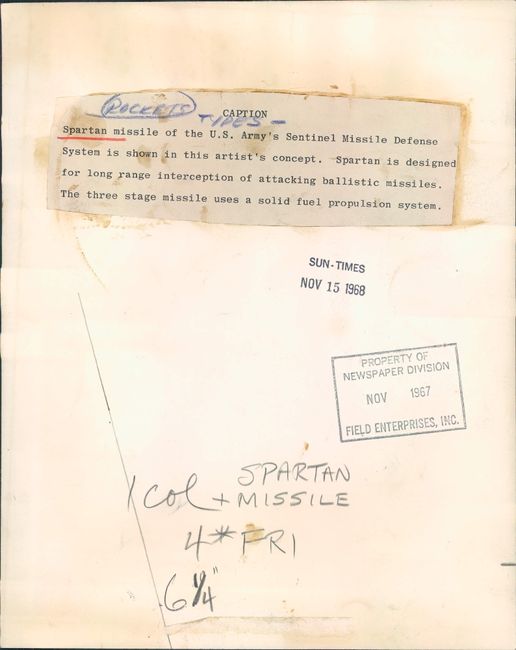 ROCKETS
TYPES -
CAPTION
Spartan missile of the U.S. Army's Sentinel Missile Defense
System is shown in this artist's concept. Spartan is designed
for long range interception of attacking ballistic missiles.
The three stage missile uses a solid fuel propulsion system.
SUN-TIMES
NOV 15 1968
PROPERTY OF
NEWSPAPER DIVISION
NOV 1967
FIELD ENTERPRISES, INC.
SPARTAN
1 col + MISSILE
4* FRI
6 1/4"